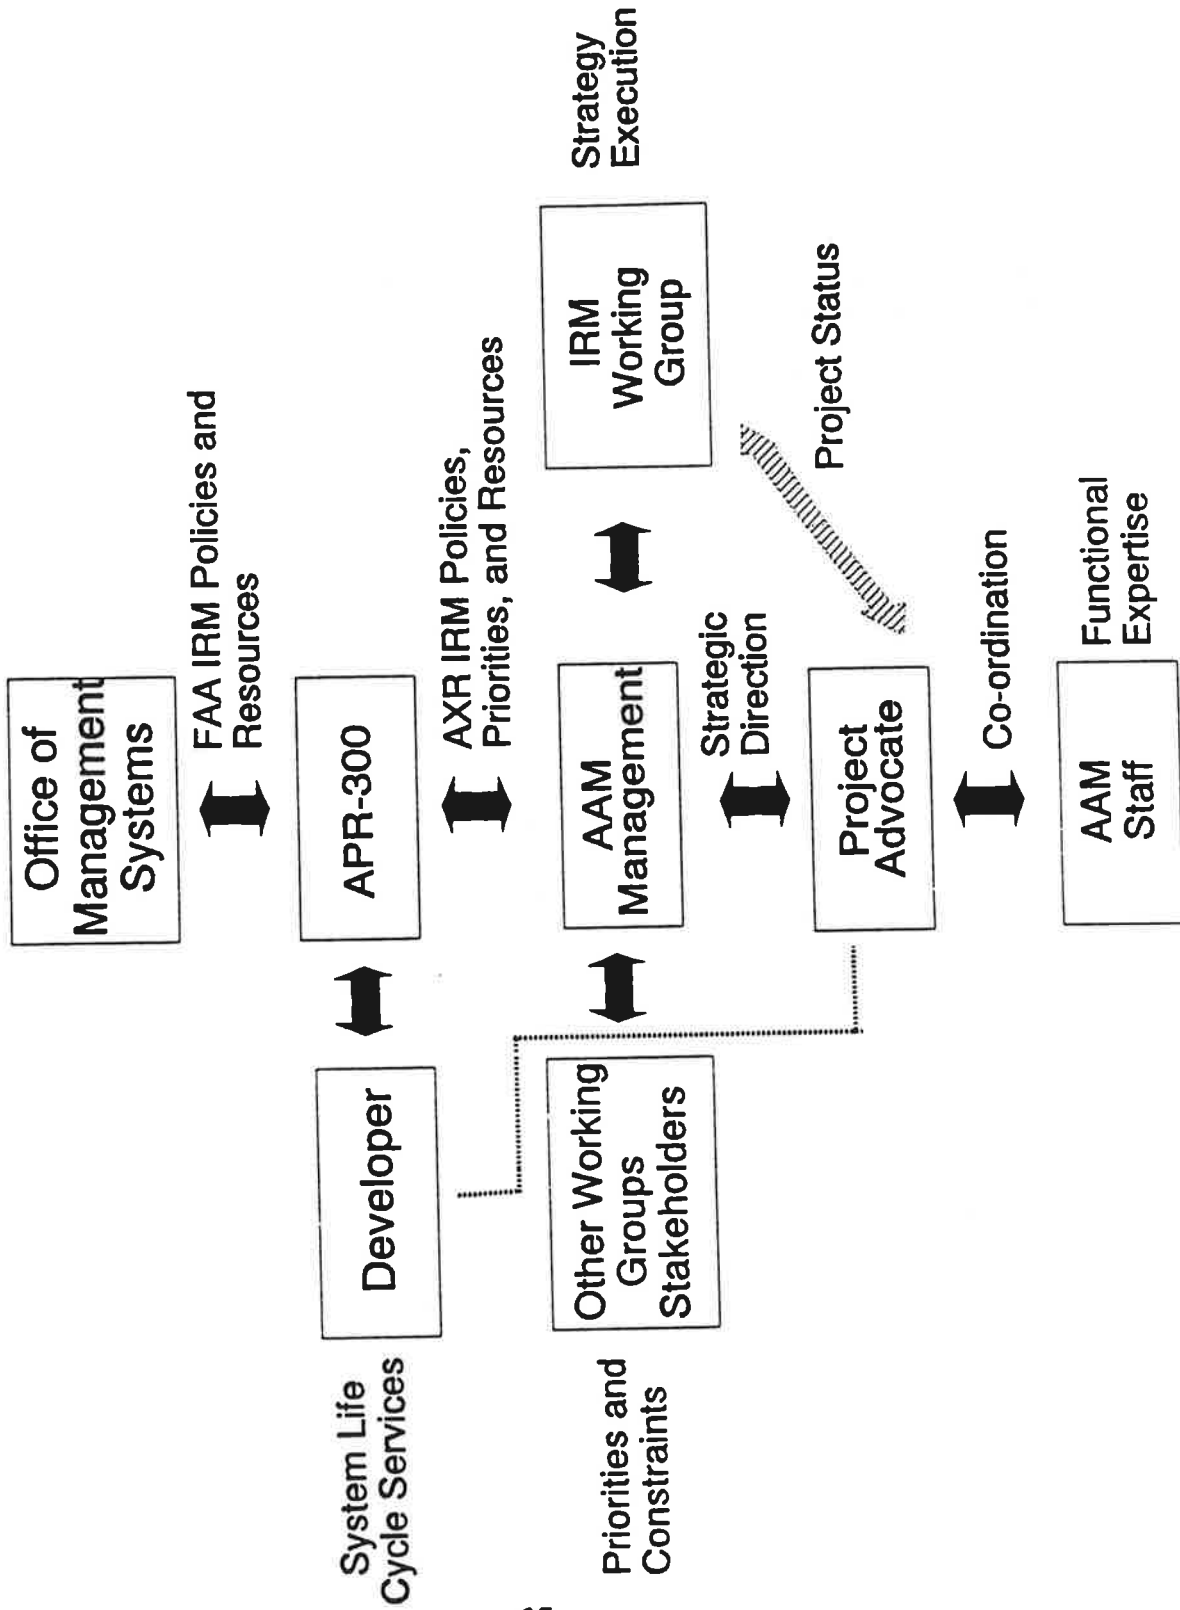 Office of
Management
Systems
FAA IRM Policies and
Resources
System Life
Cycle Services
Developer
APR-300
AXR IRM Policies,
Priorities, and Resources
Priorities and
Constraints
Other Working
Groups
Stakeholders
AAM
Management
IRM
Working
Group
Strategy
Execution
Strategic
Direction
Project Status
Project
Advocate
Co-ordination
AAM
Staff
Functional
Expertise